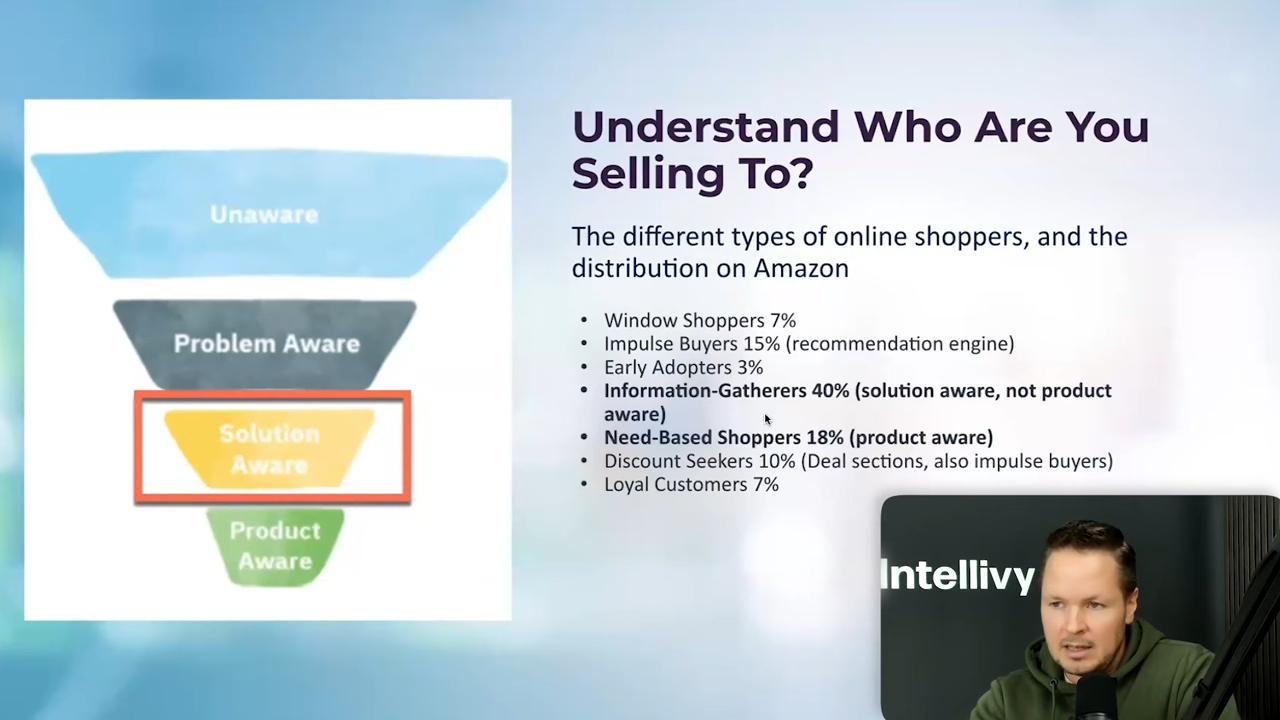 Unaware
Problem Aware
Solution
Aware
Product
Aware
Understand Who Are You
Selling To?
The different types of online shoppers, and the
distribution on Amazon
• Window Shoppers 7%
• Impulse Buyers 15% (recommendation engine)
• Early Adopters 3%
• Information-Gatherers 40% (solution aware, not product
aware)
• Need-Based Shoppers 18% (product aware)
• Discount Seekers 10% (Deal sections, also impulse buyers)
• Loyal Customers 7%
Intellivy